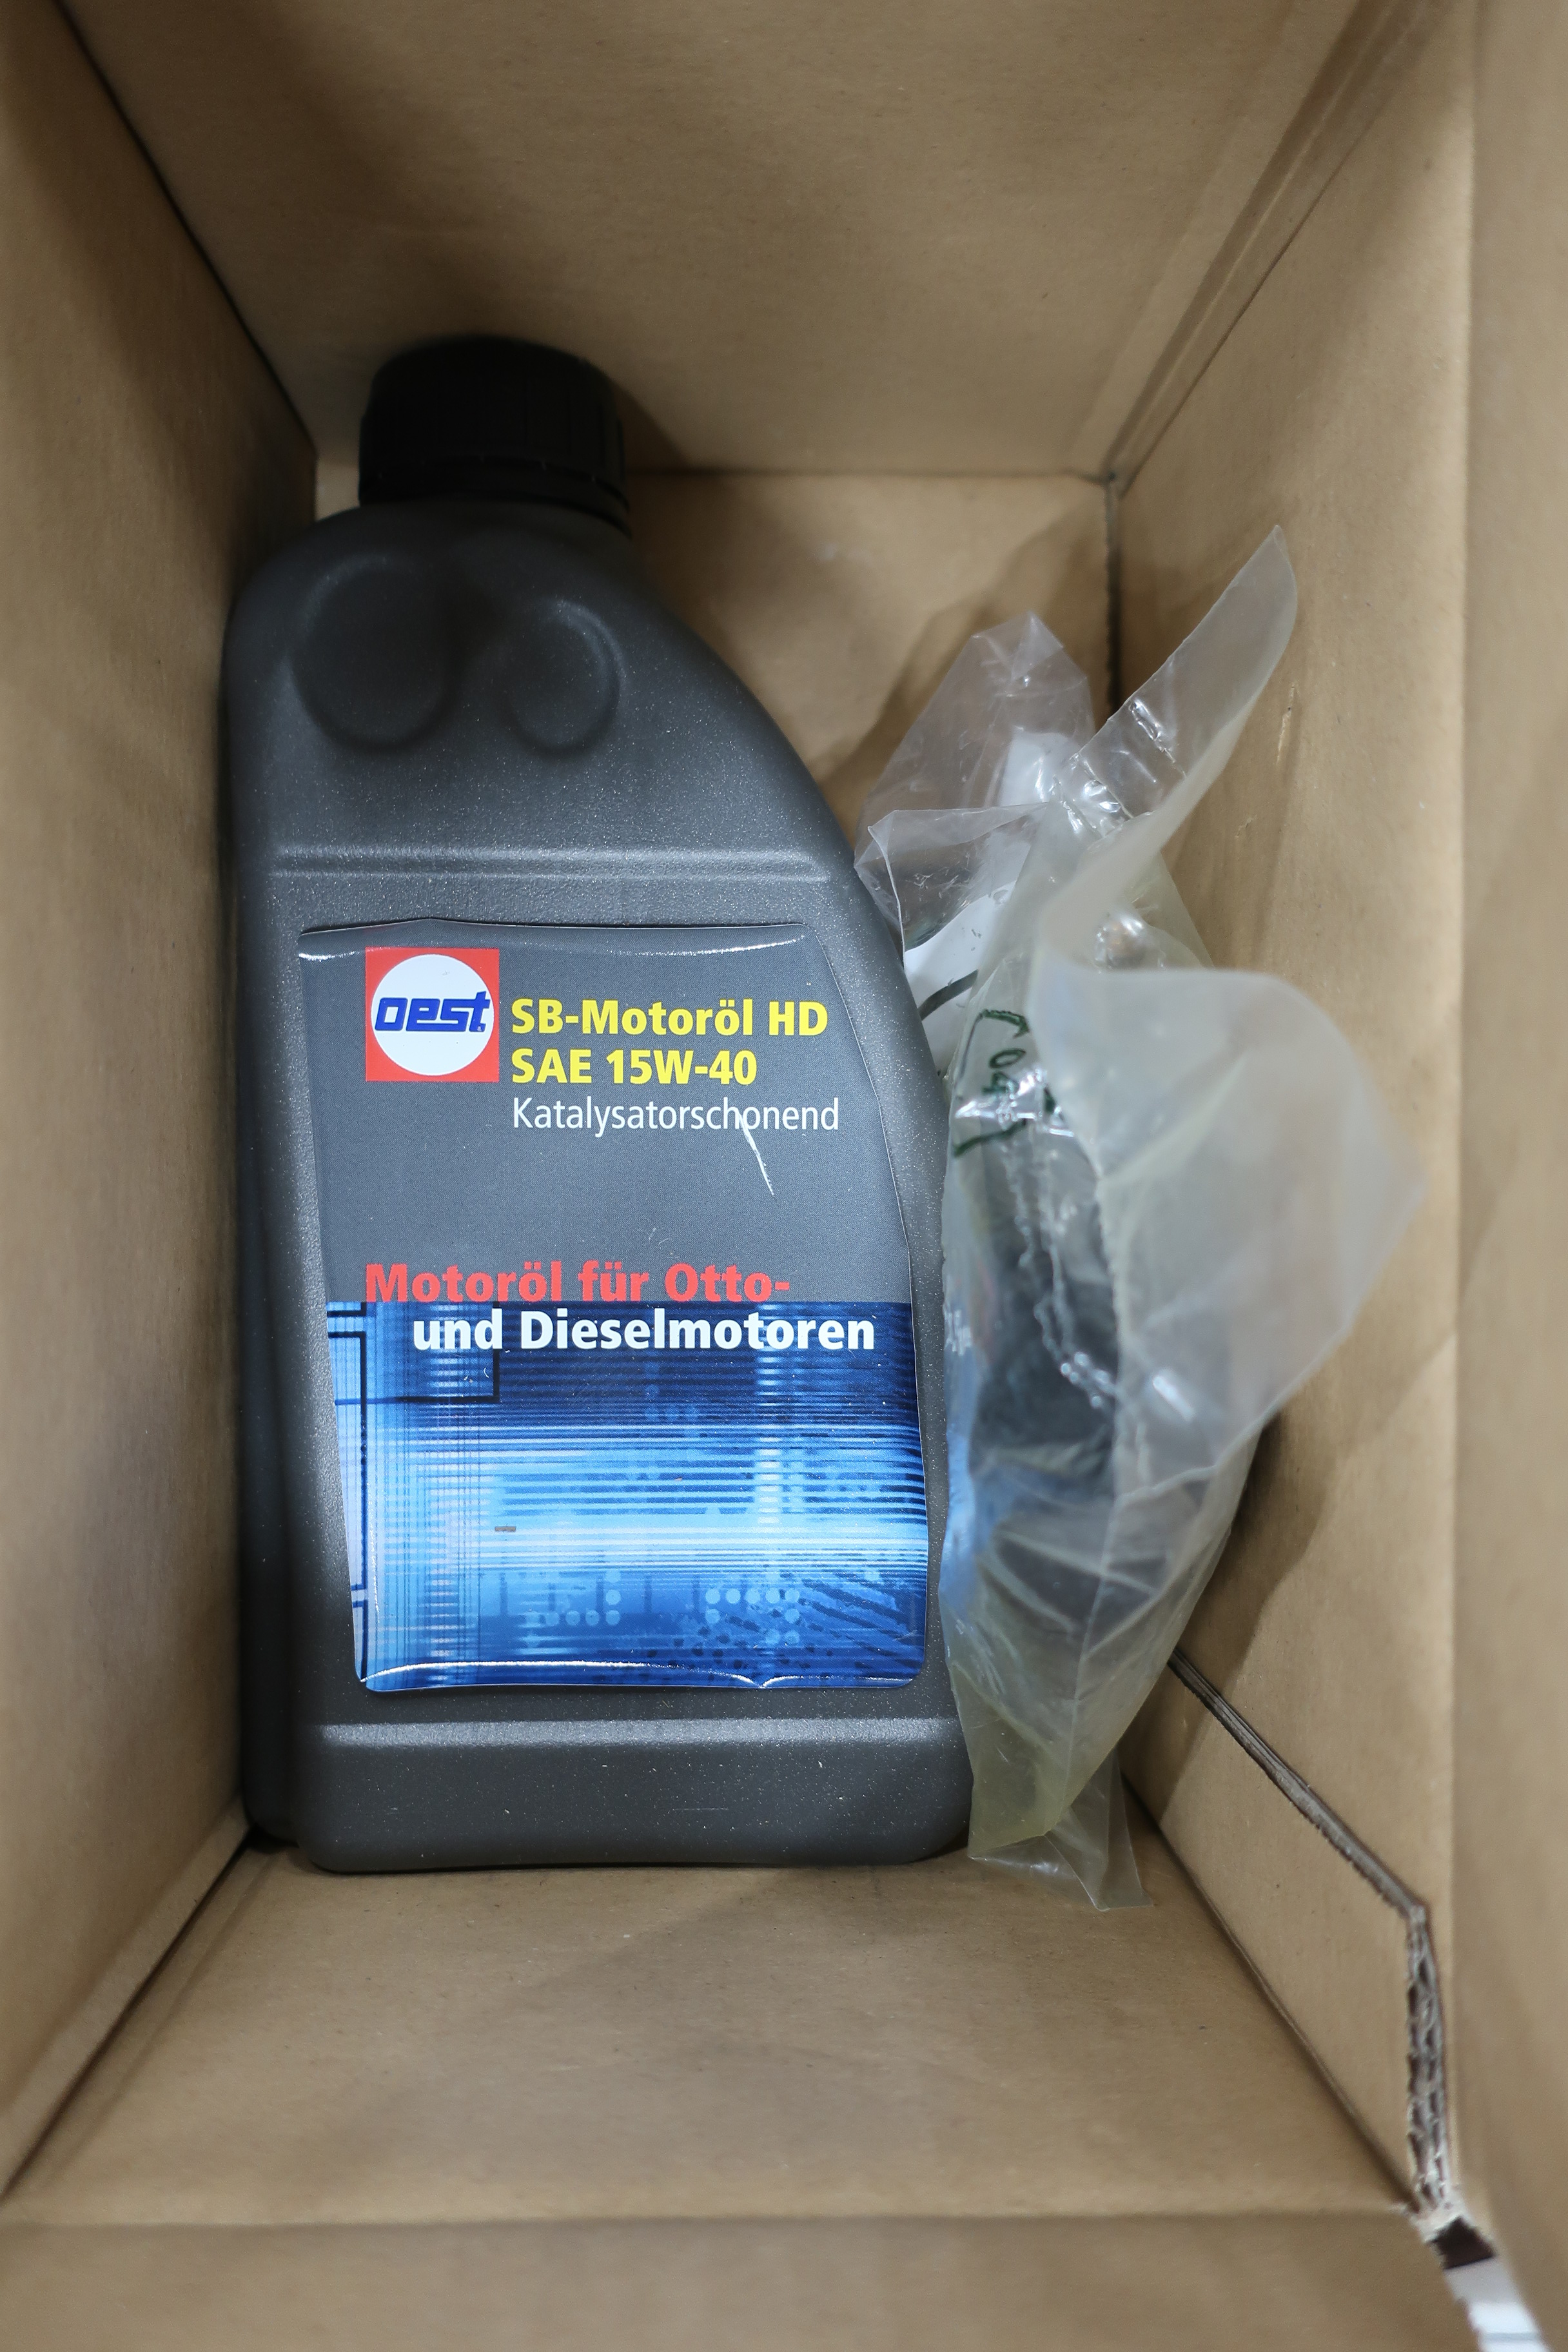 oest
SB-Motoröl HD
SAE 15W-40
Katalysatorschonend
Motoröl für Otto-
und Dieselmotoren